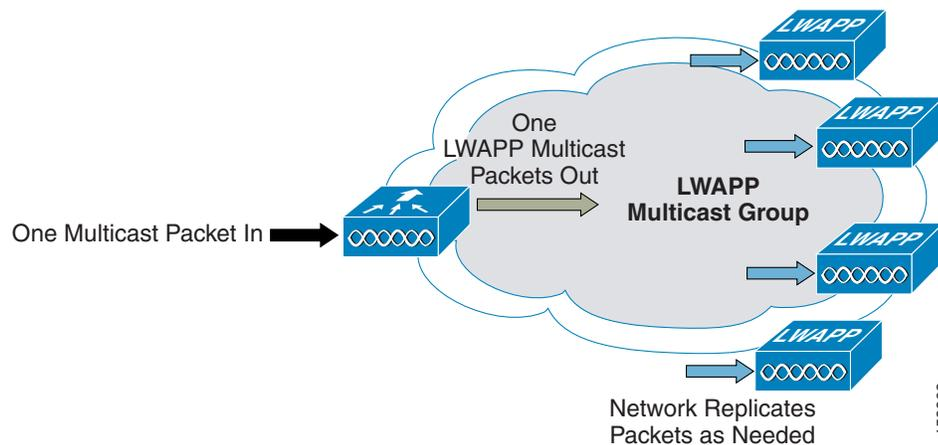 LWAPP
One
LWAPP Multicast
Packets Out
LWAPP
LWAPP
Multicast Group
One Multicast Packet In
LWAPP
LWAPP
Network Replicates
Packets as Needed